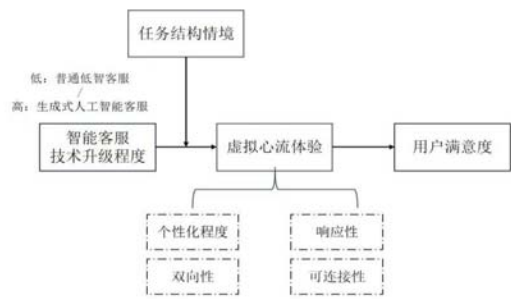 任务结构情境
低：普通低智客服
/
高：生成式人工智能客服
智能客服
技术升级程度
虚拟心流体验
用户满意度
个性化程度
响应性
双向性
可连接性